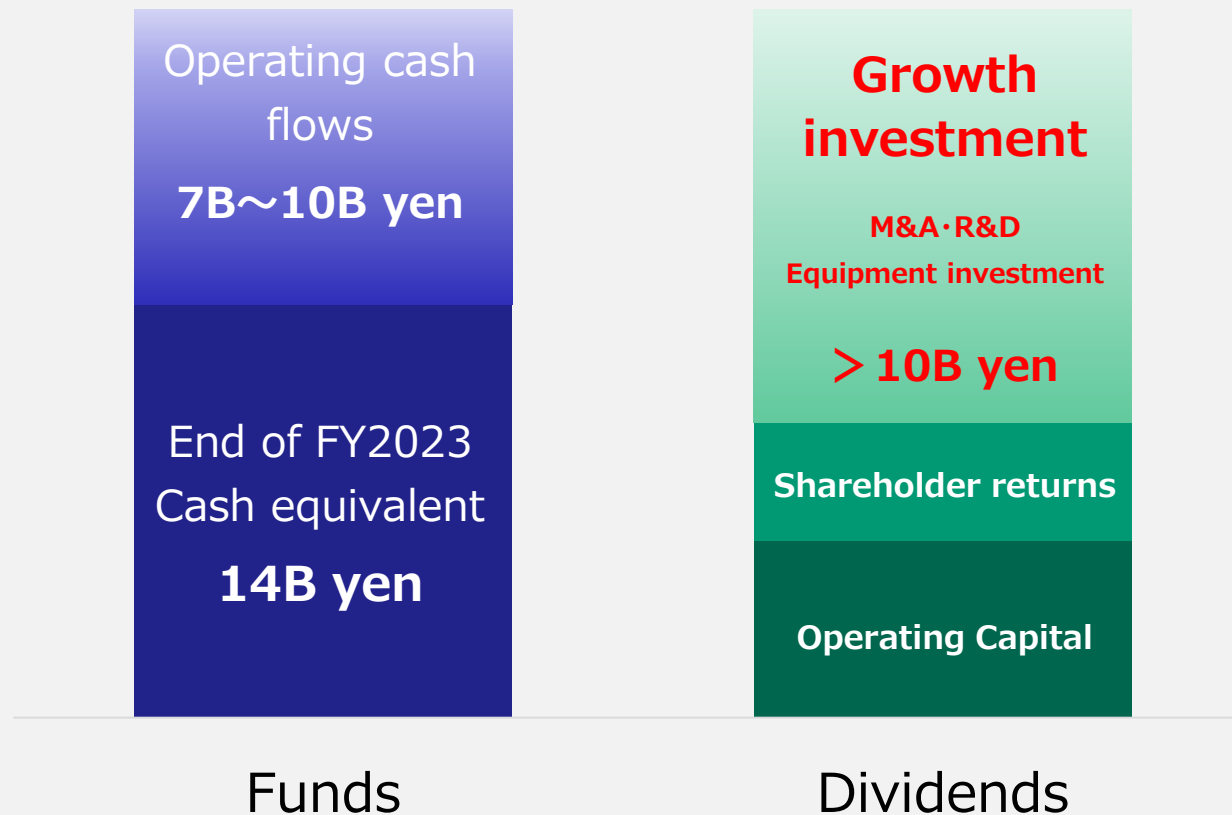 Operating cash
flows
7B～10B yen
End of FY2023
Cash equivalent
14B yen
Funds
Growth
investment
M&A･R&D
Equipment investment
＞10B yen
Shareholder returns
Operating Capital
Dividends